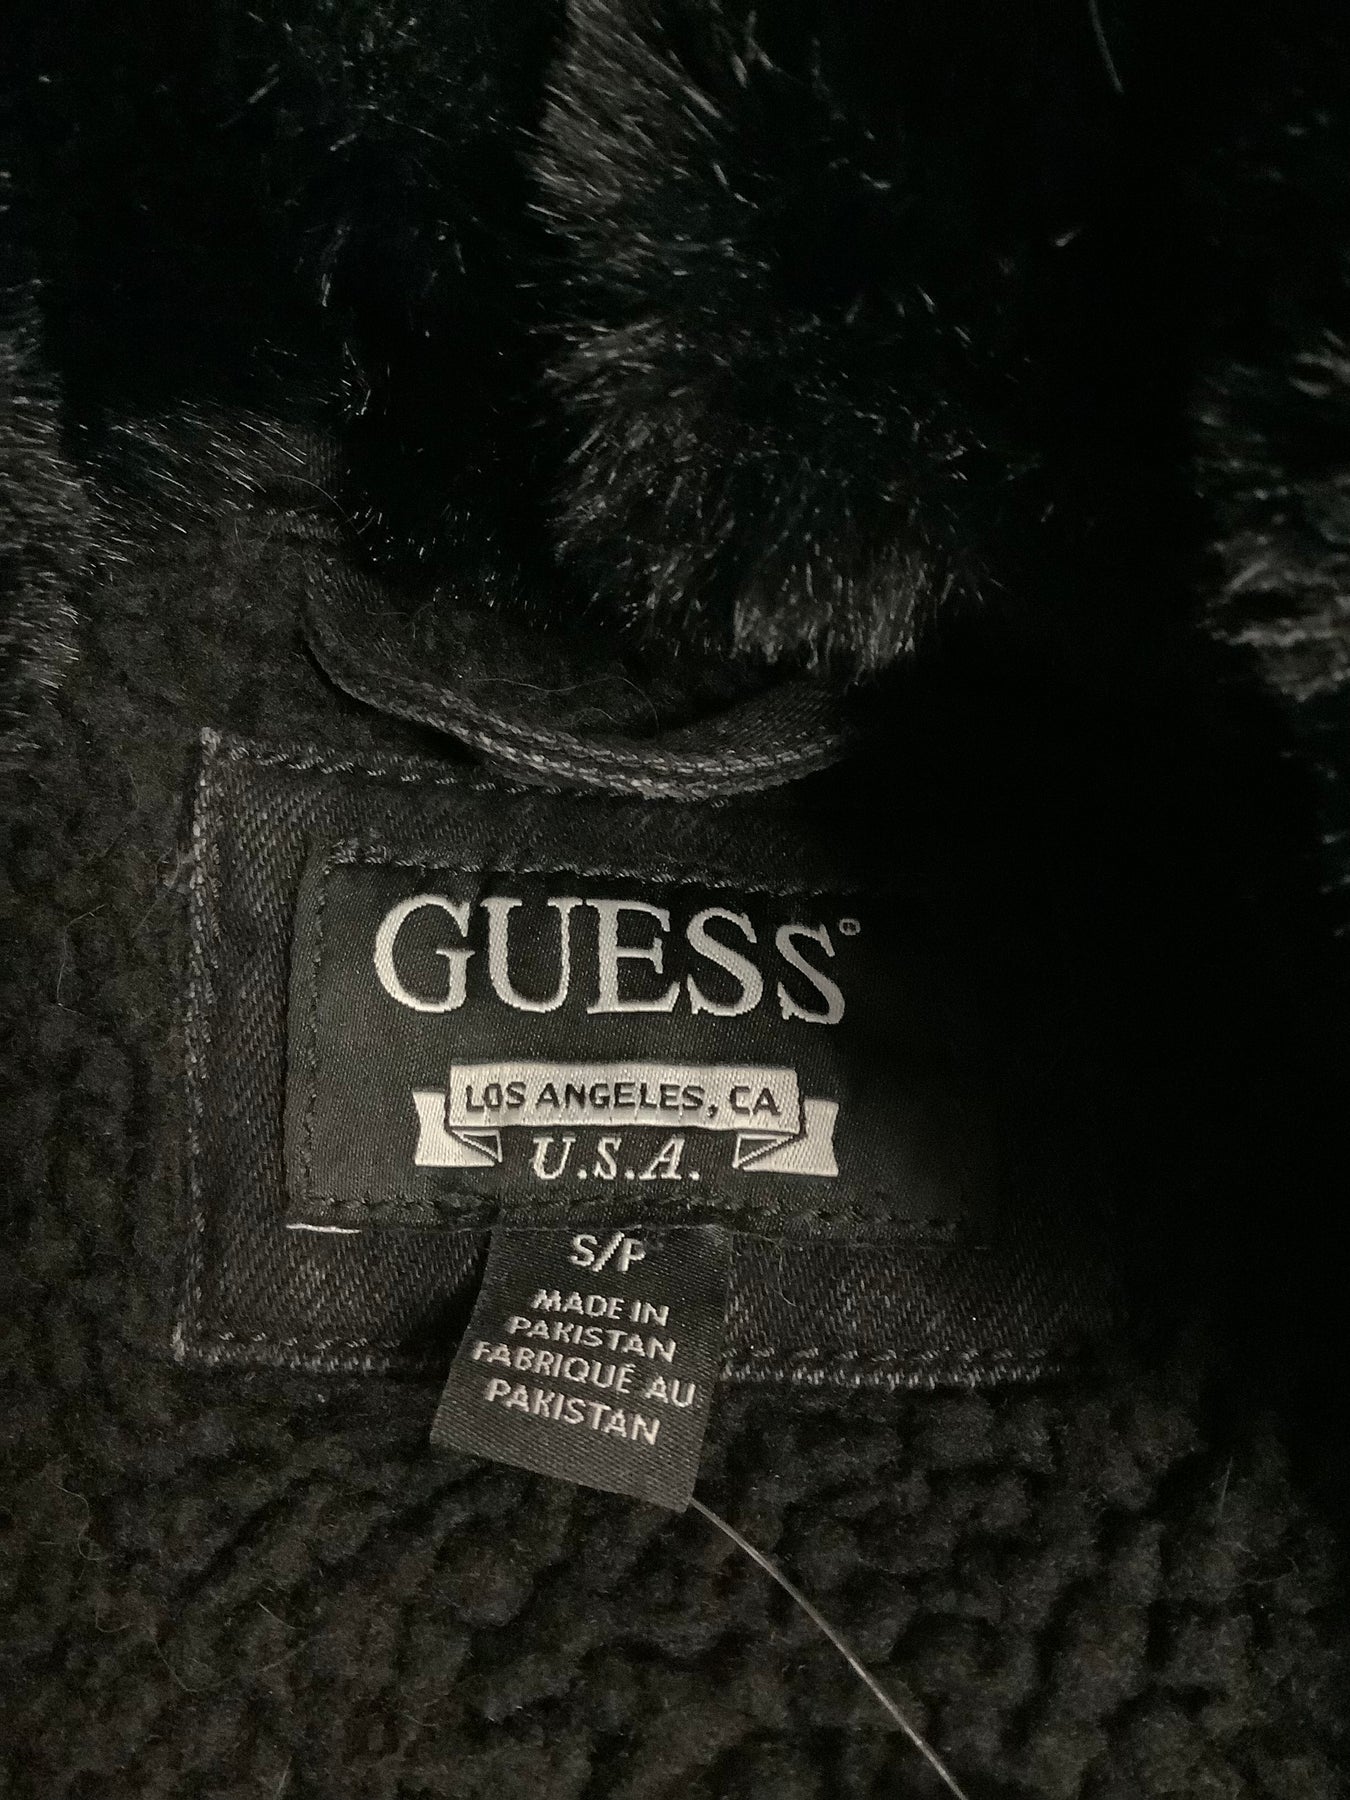 GUESS®
LOS ANGELES, CA
U.S.A.
S/P
MADE IN
PAKISTAN
FABRIQUÉ AU
PAKISTAN